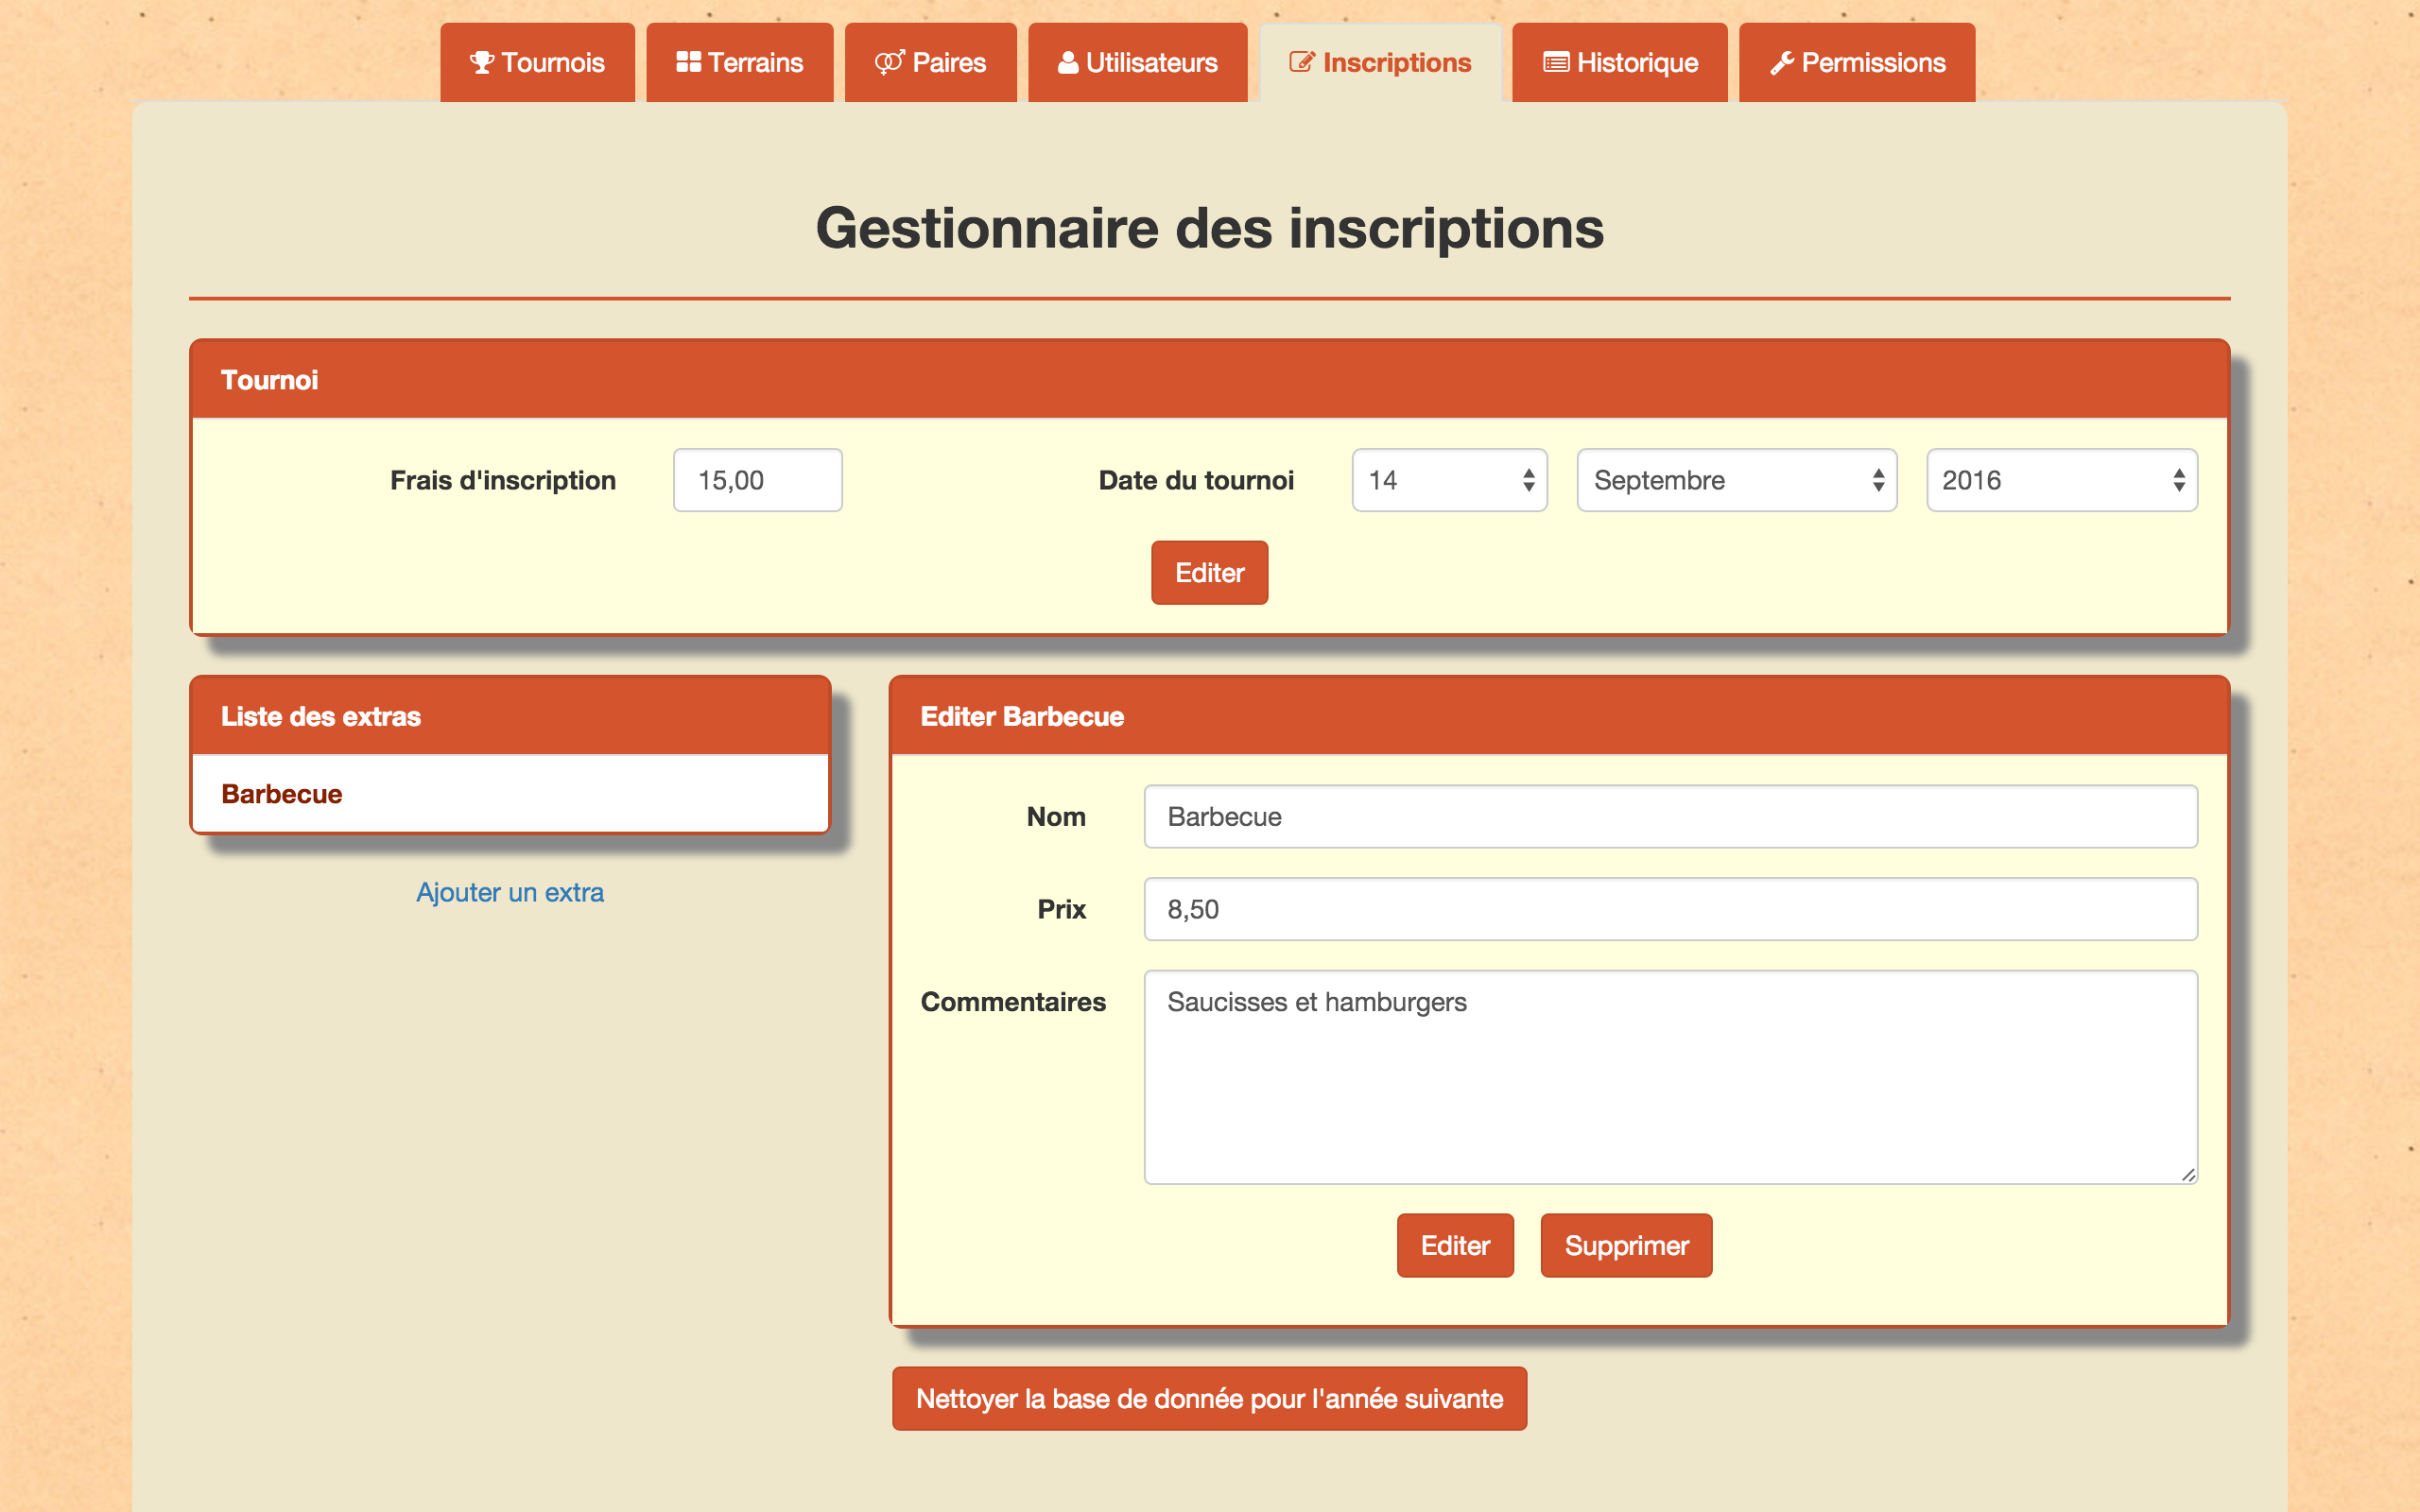 Tournois Terrains Paires Utilisateurs Inscriptions Historique Permissions
Gestionnaire des inscriptions
Tournoi
Frais d'inscription 15,00 Date du tournoi 14 Septembre 2016
Editer
Liste des extras
Barbecue
Ajouter un extra
Editer Barbecue
Nom Barbecue
Prix 8,50
Commentaires Saucisses et hamburgers
Editer Supprimer
Nettoyer la base de donnée pour l'année suivante